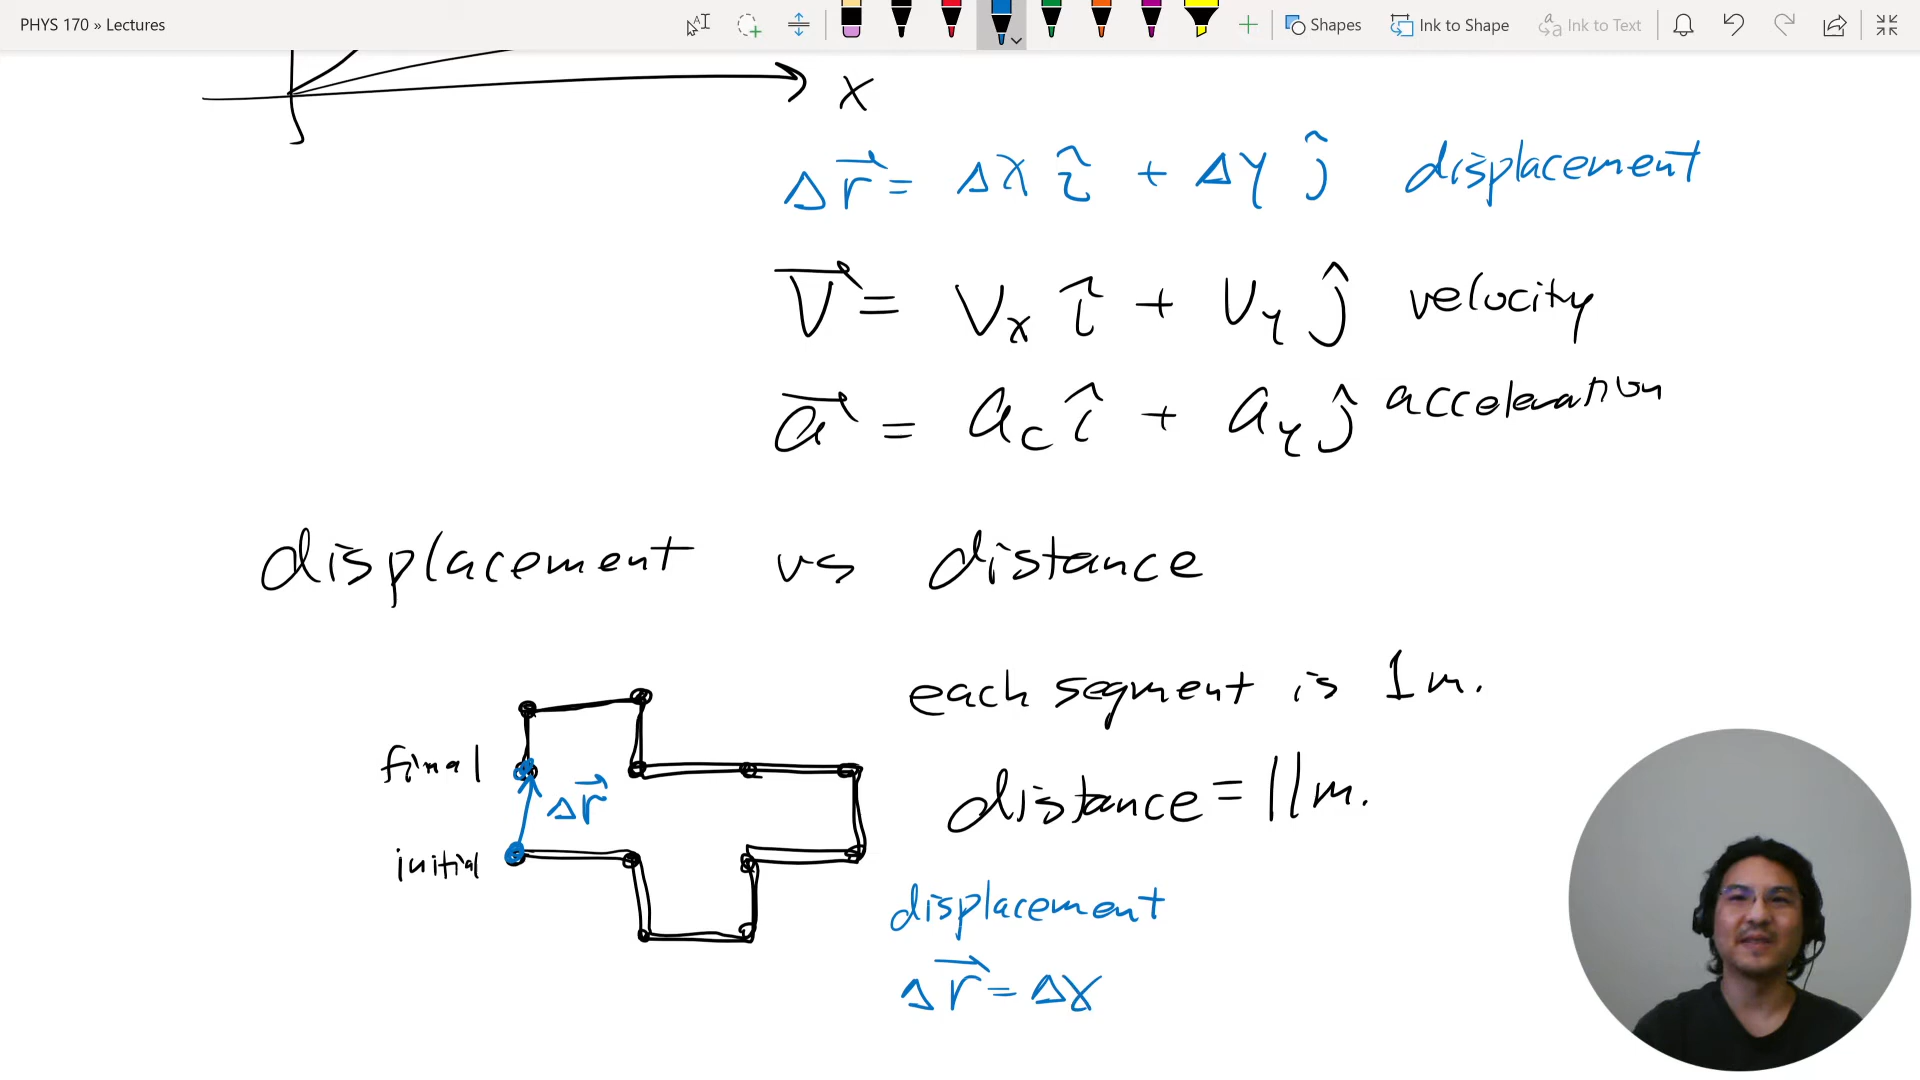 PHYS 170 » Lectures
Shapes
Ink to Shape
Ink to Text
x
Δr⃗ = Δx î + Δy ĵ displacement
V⃗ = Vx î + Vy ĵ velocity
a⃗ = ac î + ay ĵ acceleration
displacement vs distance
each segment is 1m.
final
Δr⃗
distance = 11m.
initial
displacement
Δr⃗ = Δx